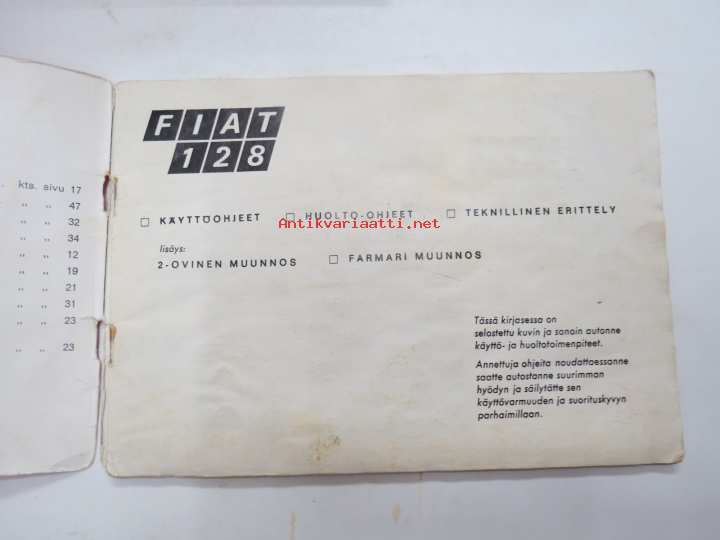 . kts. sivu 17
" " 47
" " 32
" " 34
" " 12
" " 19
" " 21
" " 31
" " 23
" " 23
FIAT
128
□ KÄYTTÖOHJEET □ HUOLTO-OHJEET □ TEKNILLINEN ERITTELY
Antikvariaatti.net
lisäys:
2-OVINEN MUUNNOS □ FARMARI MUUNNOS
Tässä kirjasessa on
selostettu kuvin ja sanoin autonne
käyttö- ja huoltotoimenpiteet.
Annettuja ohjeita noudattaessanne
saatte autostanne suurimman
hyödyn ja säilytätte sen
käyttövarmuuden ja suorituskyvyn
parhaimillaan.